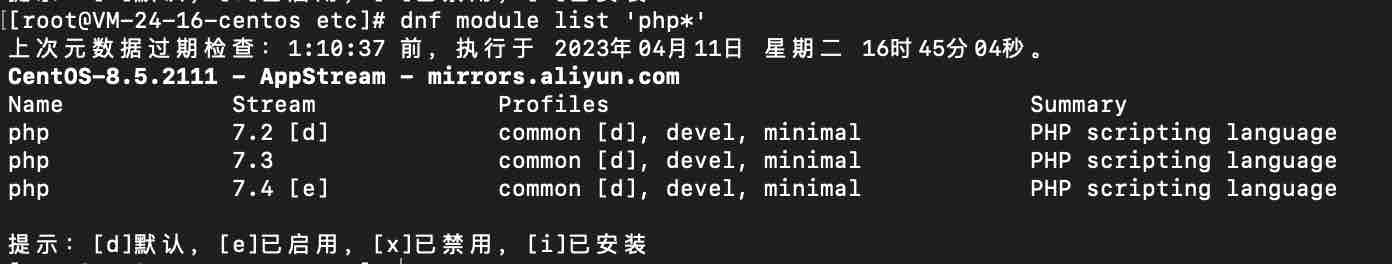 [[root@VM-24-16-centos etc]# dnf module list 'php*'
上次元数据过期检查：1:10:37 前，执行于 2023年04月11日 星期二 16时45分04秒。
CentOS-8.5.2111 - AppStream - mirrors.aliyun.com
Name Stream Profiles Summary
php 7.2 [d] common [d], devel, minimal PHP scripting language
php 7.3 common [d], devel, minimal PHP scripting language
php 7.4 [e] common [d], devel, minimal PHP scripting language
提示：[d]默认，[e]已启用，[x]已禁用，[i]已安装